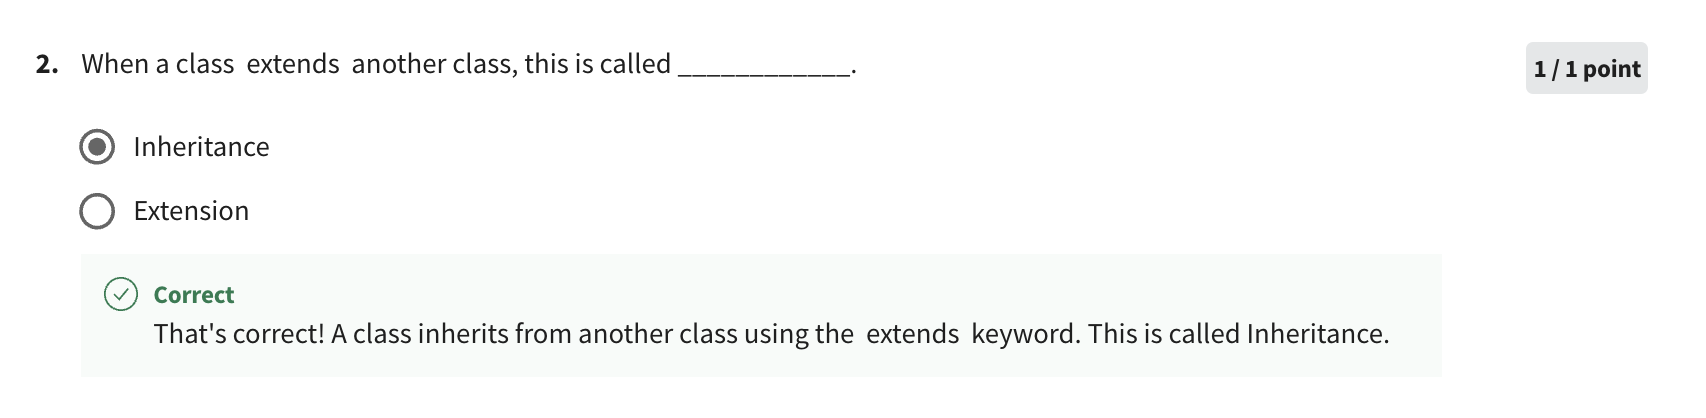 2. When a class extends another class, this is called ____________.
1 / 1 point
Inheritance
Extension
Correct
That's correct! A class inherits from another class using the extends keyword. This is called Inheritance.